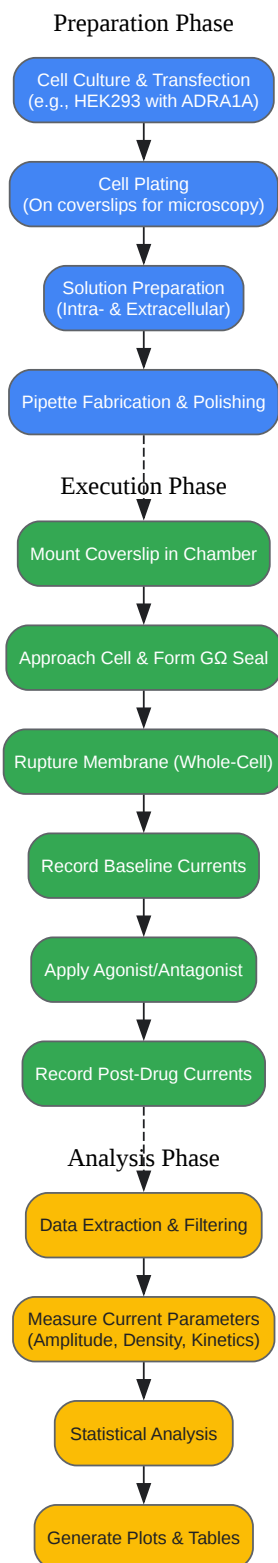 Preparation Phase
Cell Culture & Transfection
(e.g., HEK293 with ADRA1A)
Cell Plating
(On coverslips for microscopy)
Solution Preparation
(Intra- & Extracellular)
Pipette Fabrication & Polishing
Execution Phase
Mount Coverslip in Chamber
Approach Cell & Form GΩ Seal
Rupture Membrane (Whole-Cell)
Record Baseline Currents
Apply Agonist/Antagonist
Record Post-Drug Currents
Analysis Phase
Data Extraction & Filtering
Measure Current Parameters
(Amplitude, Density, Kinetics)
Statistical Analysis
Generate Plots & Tables